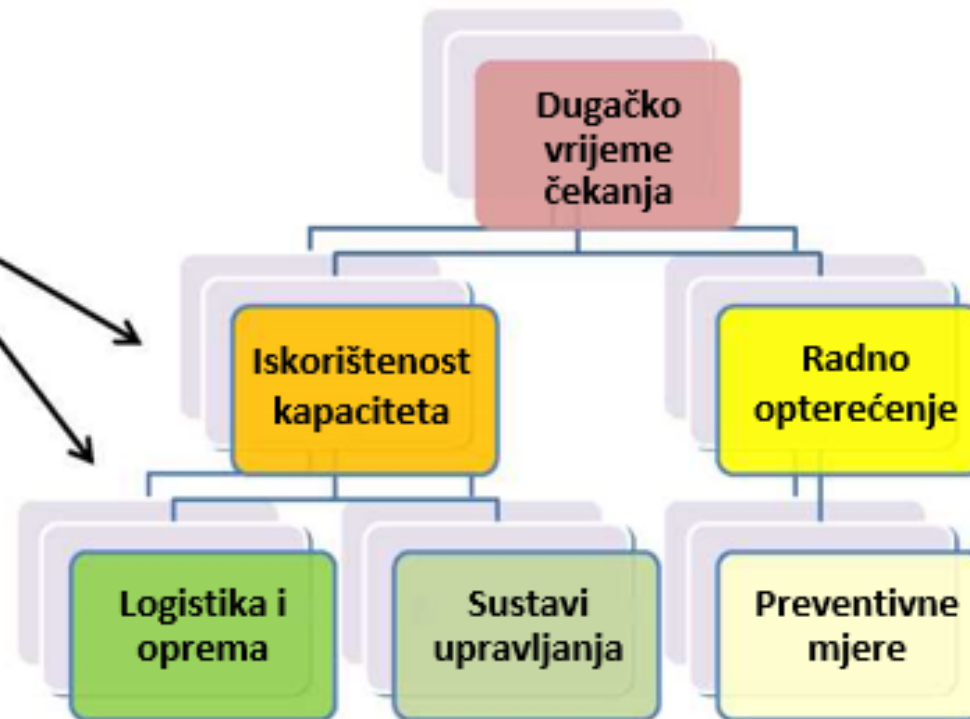 Dugačko
vrijeme
čekanja
Iskorištenost
kapaciteta
Radno
opterećenje
Logistika i
oprema
Sustavi
upravljanja
Preventivne
mjere